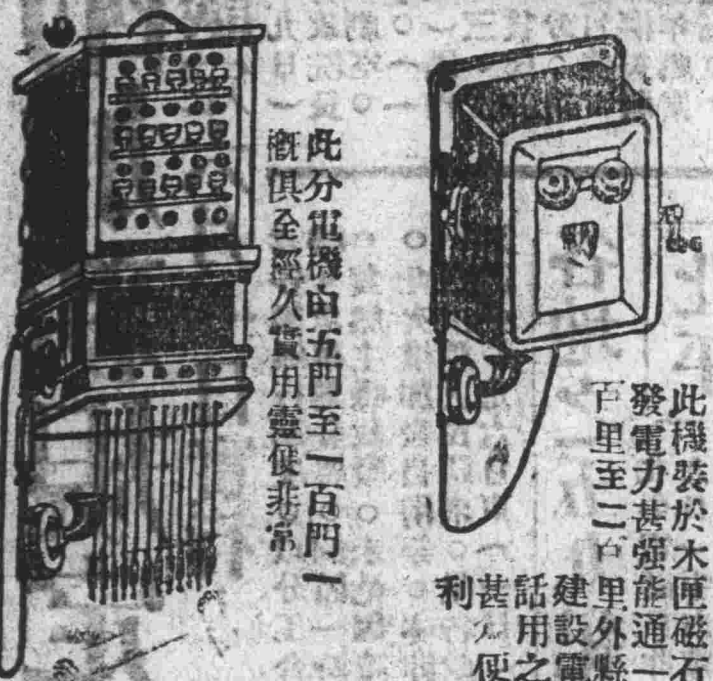 此機裝於木匣磁石
發電力甚强能通一
百里至二百里外縣
建設電
話用之
甚 便
利
此分電機由五門至一百門一
概俱全經久實用靈便非常